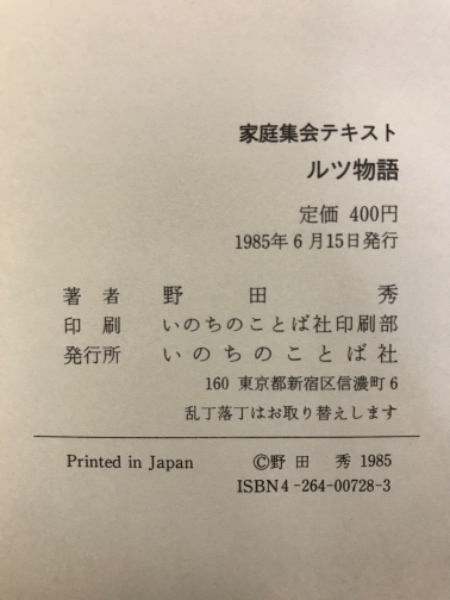 家庭集会テキスト
ルツ物語
定価 400円
1985年6月15日発行
著者 野田 秀
印刷 いのちのことば社印刷部
発行所 いのちのことば社
160 東京都新宿区信濃町6
乱丁落丁はお取り替えします
Printed in Japan ©野田 秀 1985
ISBN4-264-00728-3